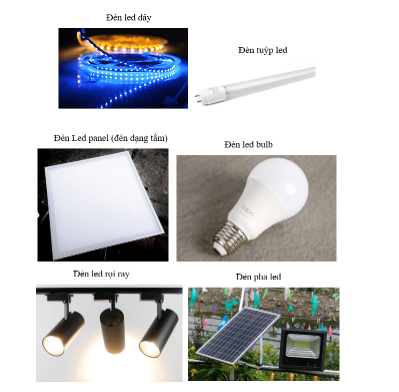 Đèn led dây
Đèn tuýp led
Đèn Led panel (đèn dạng tấm)
Đèn led bulb
Đèn led rọi ray
Đèn pha led